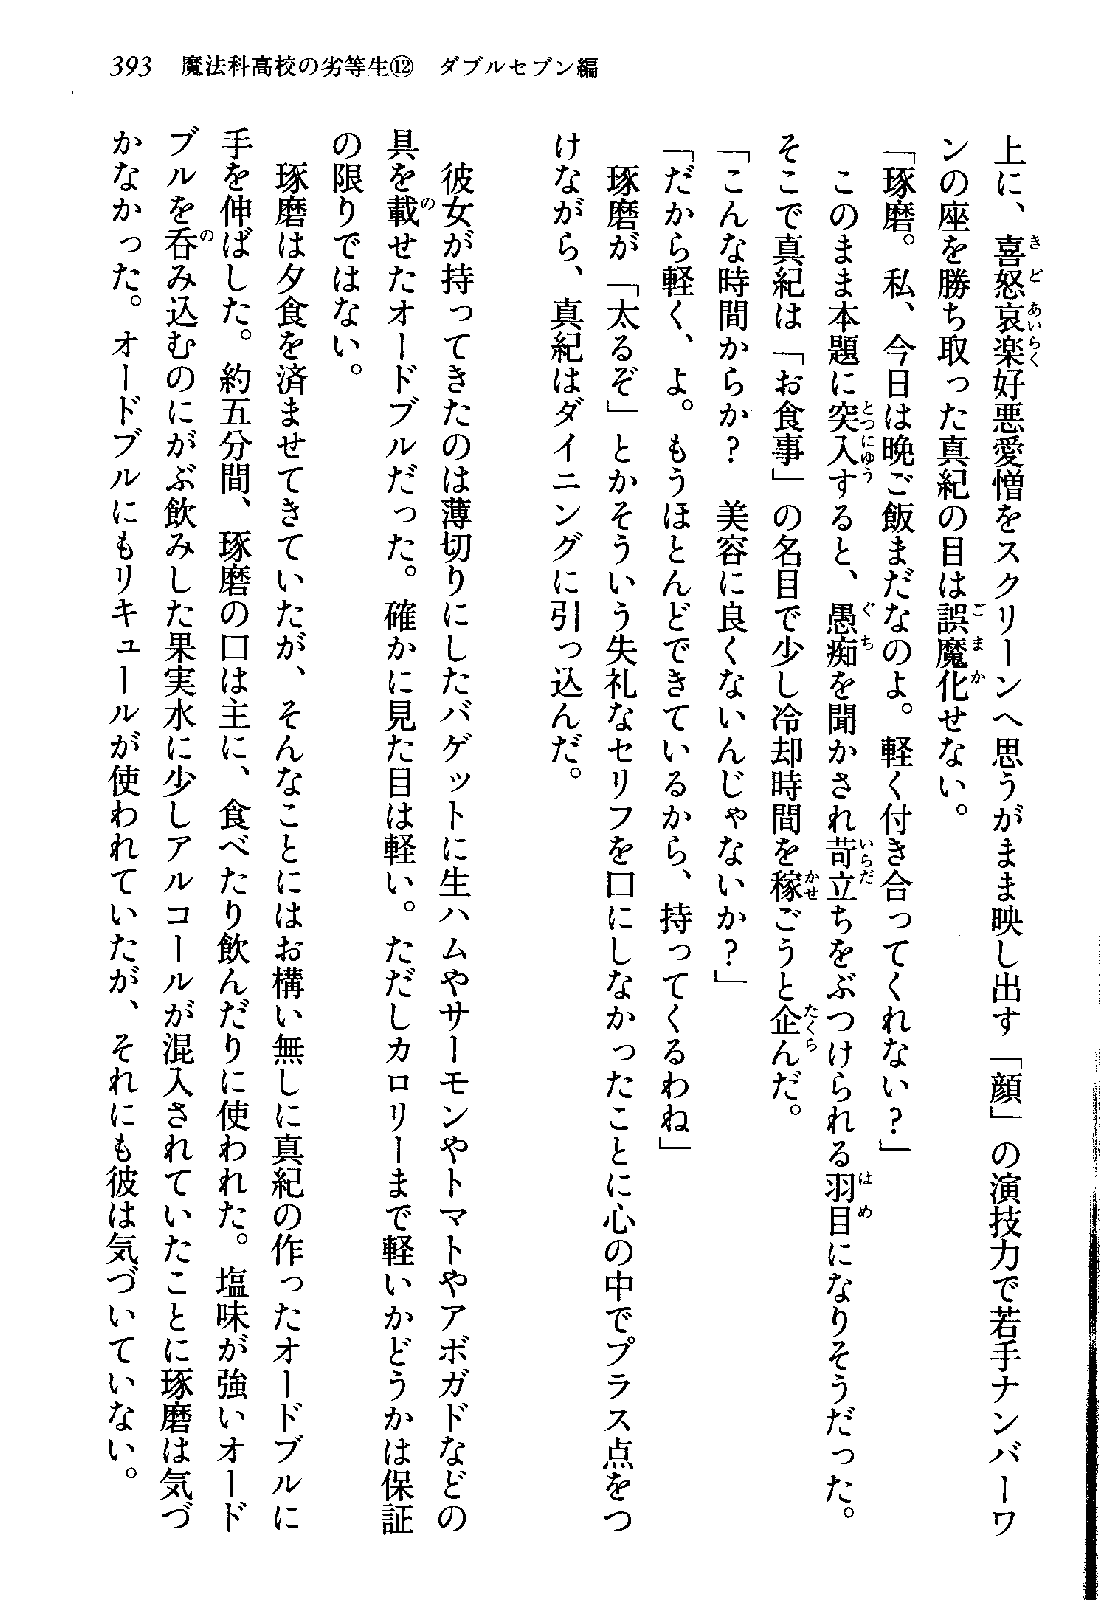 393　魔法科高校の劣等生⑫　ダブルセブン編
上に、喜怒哀楽好悪愛憎をスクリーンへ思うがまま映し出す「顔」の演技力で若手ナンバーワ
ンの座を勝ち取った真紀の目は誤魔化せない。
「琢磨。私、今日は晩ご飯まだなのよ。軽く付き合ってくれない？」
　このまま本題に突入すると、愚痴を聞かされ苛立ちをぶつけられる羽目になりそうだった。
そこで真紀は「お食事」の名目で少し冷却時間を稼ごうと企んだ。
「こんな時間からか？　美容に良くないんじゃないか？」
「だから軽く、よ。もうほとんどできているから、持ってくるわね」
　琢磨が「太るぞ」とかそういう失礼なセリフを口にしなかったことに心の中でプラス点をつ
けながら、真紀はダイニングに引っ込んだ。
　彼女が持ってきたのは薄切りにしたバゲットに生ハムやサーモンやトマトやアボガドなどの
具を載せたオードブルだった。確かに見た目は軽い。ただしカロリーまで軽いかどうかは保証
の限りではない。
　琢磨は夕食を済ませてきていたが、そんなことにはお構い無しに真紀の作ったオードブルに
手を伸ばした。約五分間、琢磨の口は主に、食べたり飲んだりに使われた。塩味が強いオード
ブルを呑み込むのにがぶ飲みした果実水に少しアルコールが混入されていたことに琢磨は気づ
かなかった。オードブルにもリキュールが使われていたが、それにも彼は気づいていない。